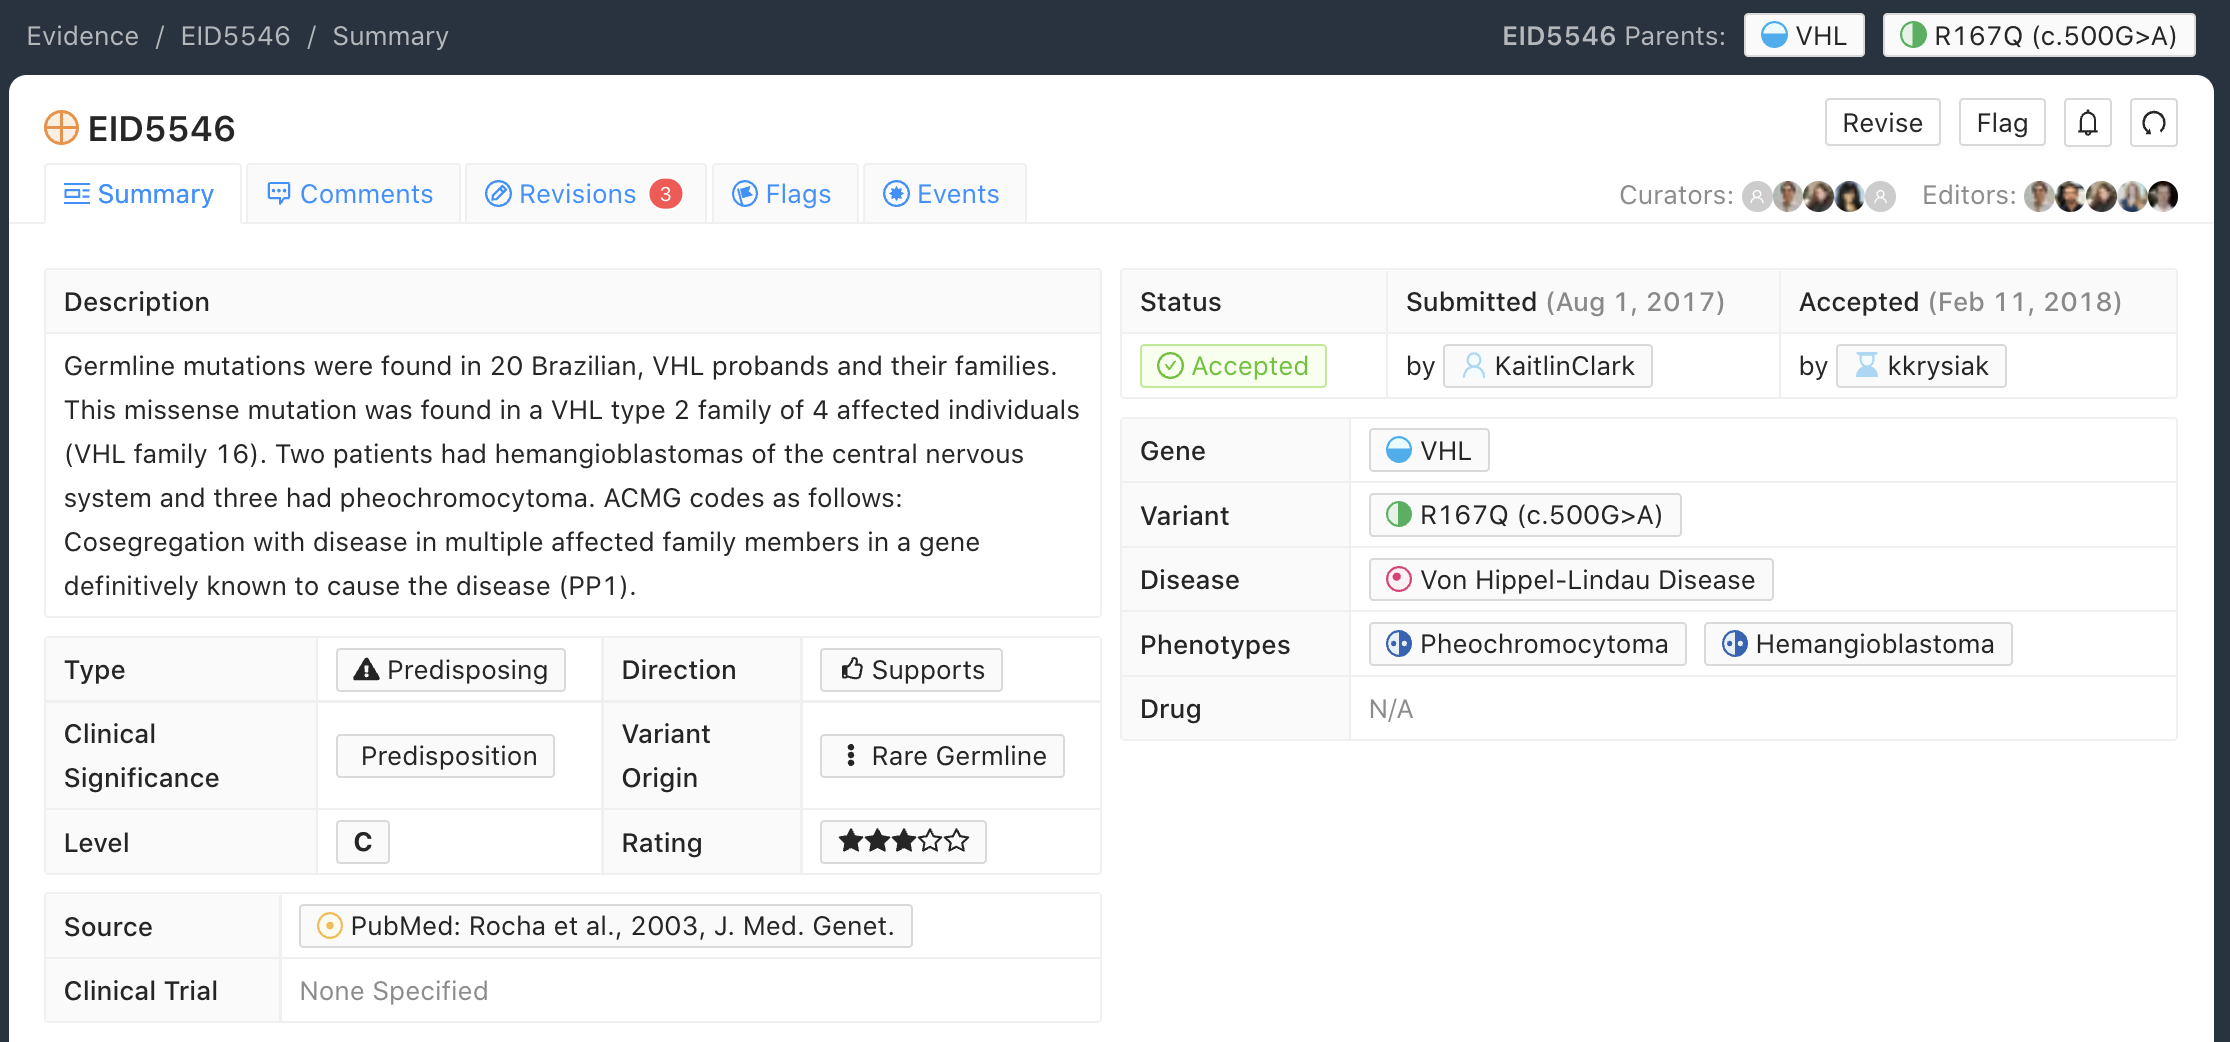 Evidence / EID5546 / Summary
EID5546 Parents: VHL R167Q (c.500G>A)
EID5546
Revise Flag
Summary Comments Revisions 3 Flags Events
Curators: Editors:
Description
Germline mutations were found in 20 Brazilian, VHL probands and their families.
This missense mutation was found in a VHL type 2 family of 4 affected individuals
(VHL family 16). Two patients had hemangioblastomas of the central nervous
system and three had pheochromocytoma. ACMG codes as follows:
Cosegregation with disease in multiple affected family members in a gene
definitively known to cause the disease (PP1).
Type Predisposing Direction Supports
Clinical
Significance
Predisposition
Variant
Origin
Rare Germline
Level C Rating
Source PubMed: Rocha et al., 2003, J. Med. Genet.
Clinical Trial None Specified
Status Submitted (Aug 1, 2017) Accepted (Feb 11, 2018)
Accepted by KaitlinClark by kkrysiak
Gene VHL
Variant R167Q (c.500G>A)
Disease Von Hippel-Lindau Disease
Phenotypes Pheochromocytoma Hemangioblastoma
Drug N/A